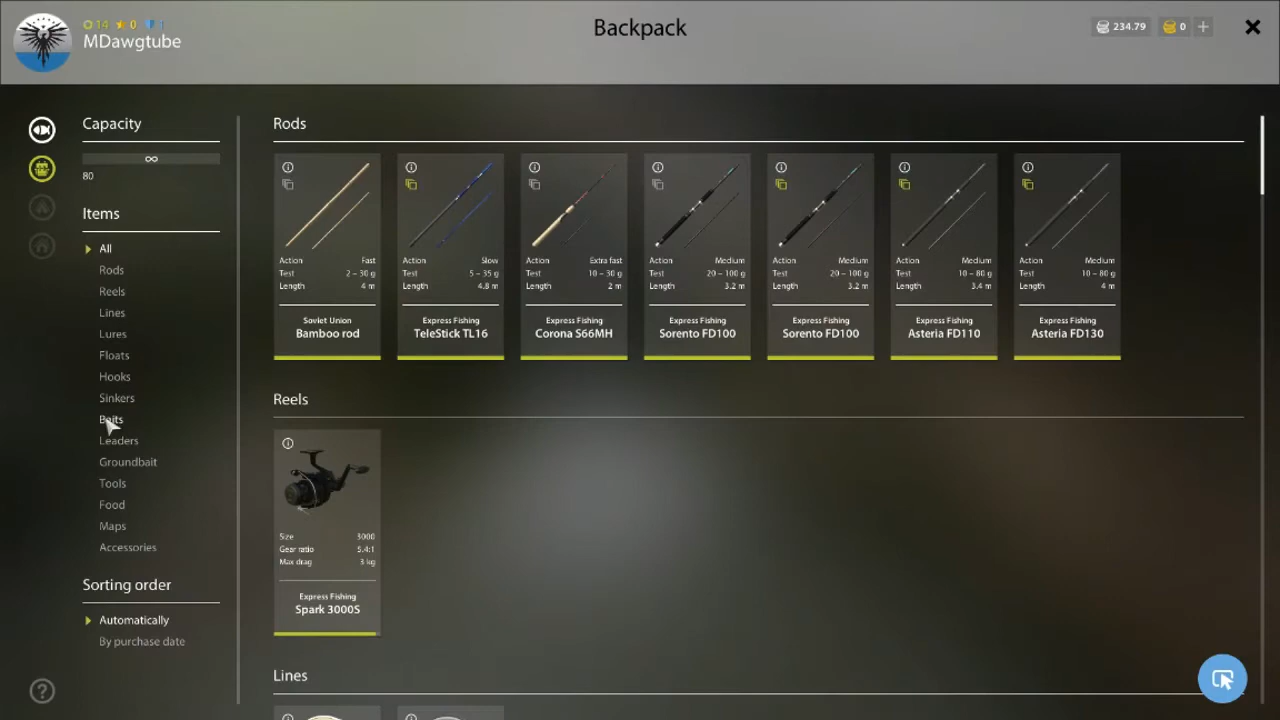 14 0 1
MDawgtube
Backpack
234.79
0
Capacity
∞
80
Items
All
Rods
Reels
Lines
Lures
Floats
Hooks
Sinkers
Baits
Leaders
Groundbait
Tools
Food
Maps
Accessories
Sorting order
Automatically
By purchase date
Rods
Action Fast
Test 2 – 30 g
Length 4 m
Soviet Union
Bamboo rod
Action Slow
Test 5 – 35 g
Length 4.8 m
Express Fishing
TeleStick TL16
Action Extra fast
Test 10 – 30 g
Length 2 m
Express Fishing
Corona S66MH
Action Medium
Test 20 – 100 g
Length 3.2 m
Express Fishing
Sorento FD100
Action Medium
Test 20 – 100 g
Length 3.2 m
Express Fishing
Sorento FD100
Action Medium
Test 10 – 80 g
Length 3.4 m
Express Fishing
Asteria FD110
Action Medium
Test 10 – 80 g
Length 4 m
Express Fishing
Asteria FD130
Reels
Size 3000
Gear ratio 5.4:1
Max drag 3 kg
Express Fishing
Spark 3000S
Lines